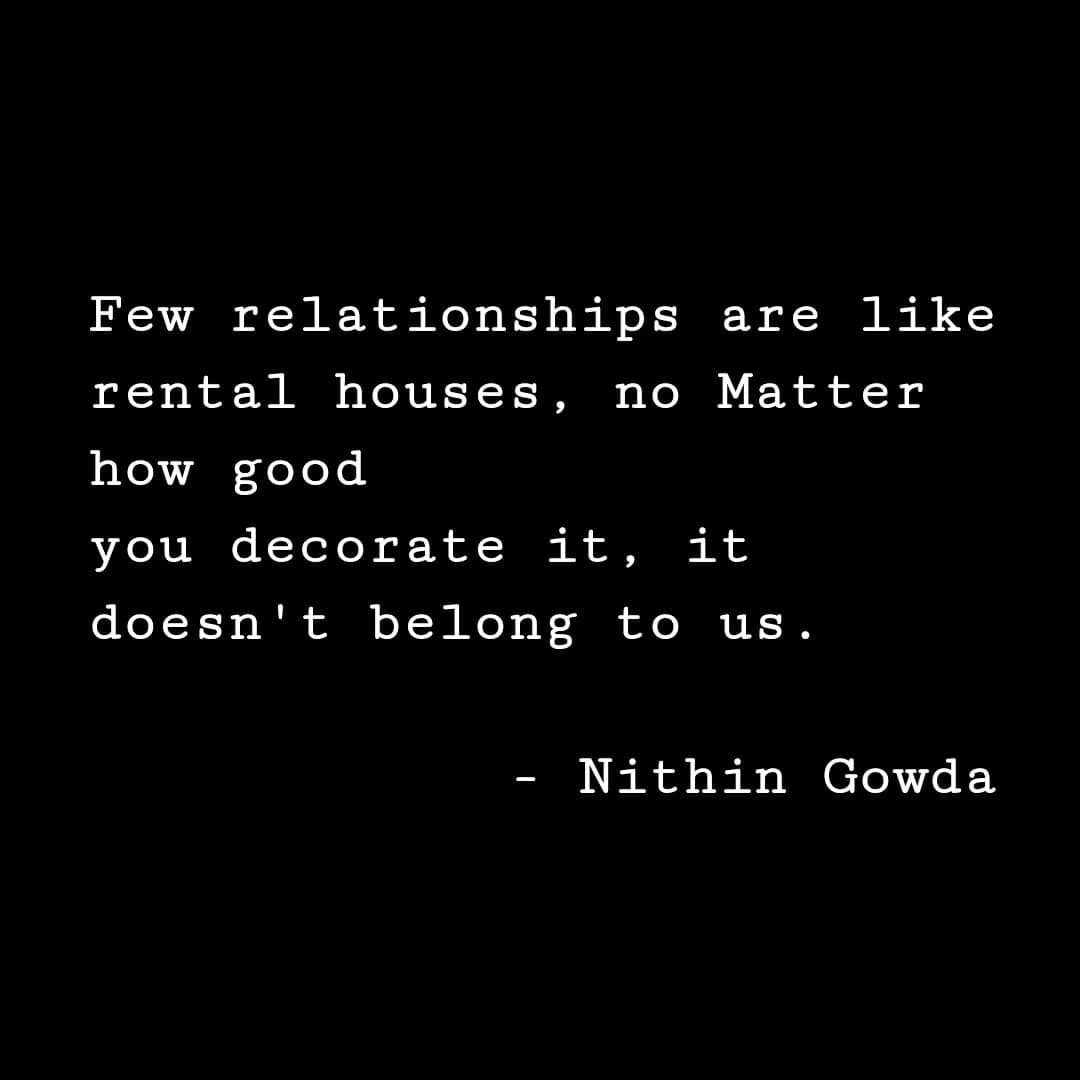 Few relationships are like
rental houses, no Matter
how good
you decorate it, it
doesn't belong to us.
- Nithin Gowda